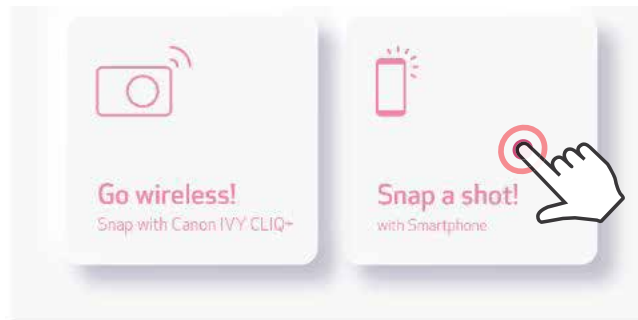 Go wireless!
Snap with Canon IVY CLIQ+
Snap a shot!
with Smartphone